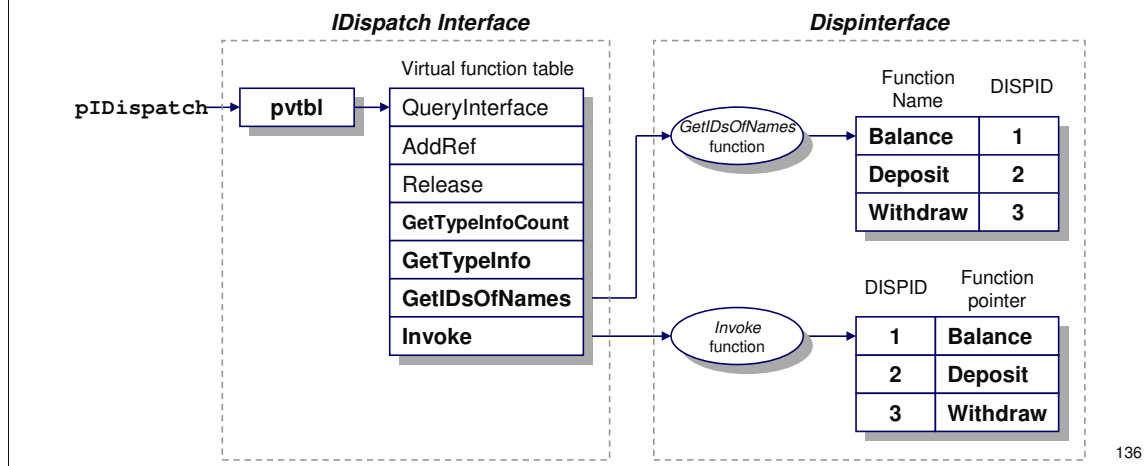 IDispatch Interface
Dispinterface
pIDispatch
pvtbl
Virtual function table
QueryInterface
AddRef
Release
GetTypeInfoCount
GetTypeInfo
GetIDsOfNames
Invoke
GetIDsOfNames
function
Function
Name
DISPID
Balance 1
Deposit 2
Withdraw 3
Invoke
function
DISPID
Function
pointer
1 Balance
2 Deposit
3 Withdraw
136